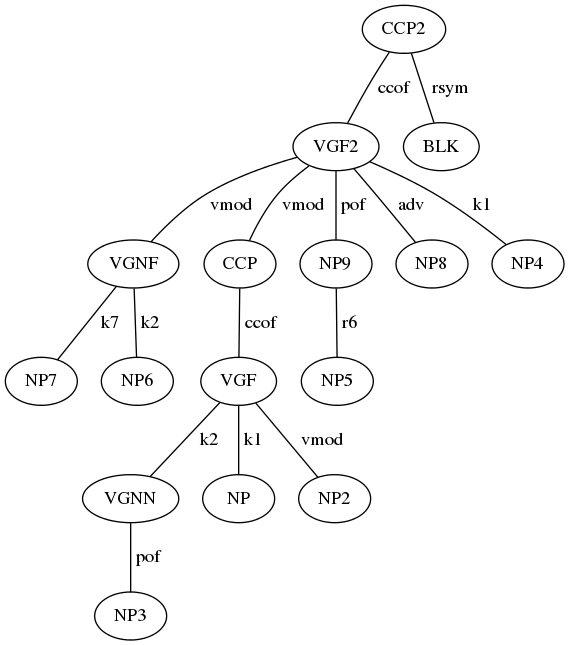 CCP2
ccof rsym
VGF2 BLK
vmod vmod pof adv k1
VGNF CCP NP9 NP8 NP4
k7 k2 ccof r6
NP7 NP6 VGF NP5
k2 k1 vmod
VGNN NP NP2
pof
NP3